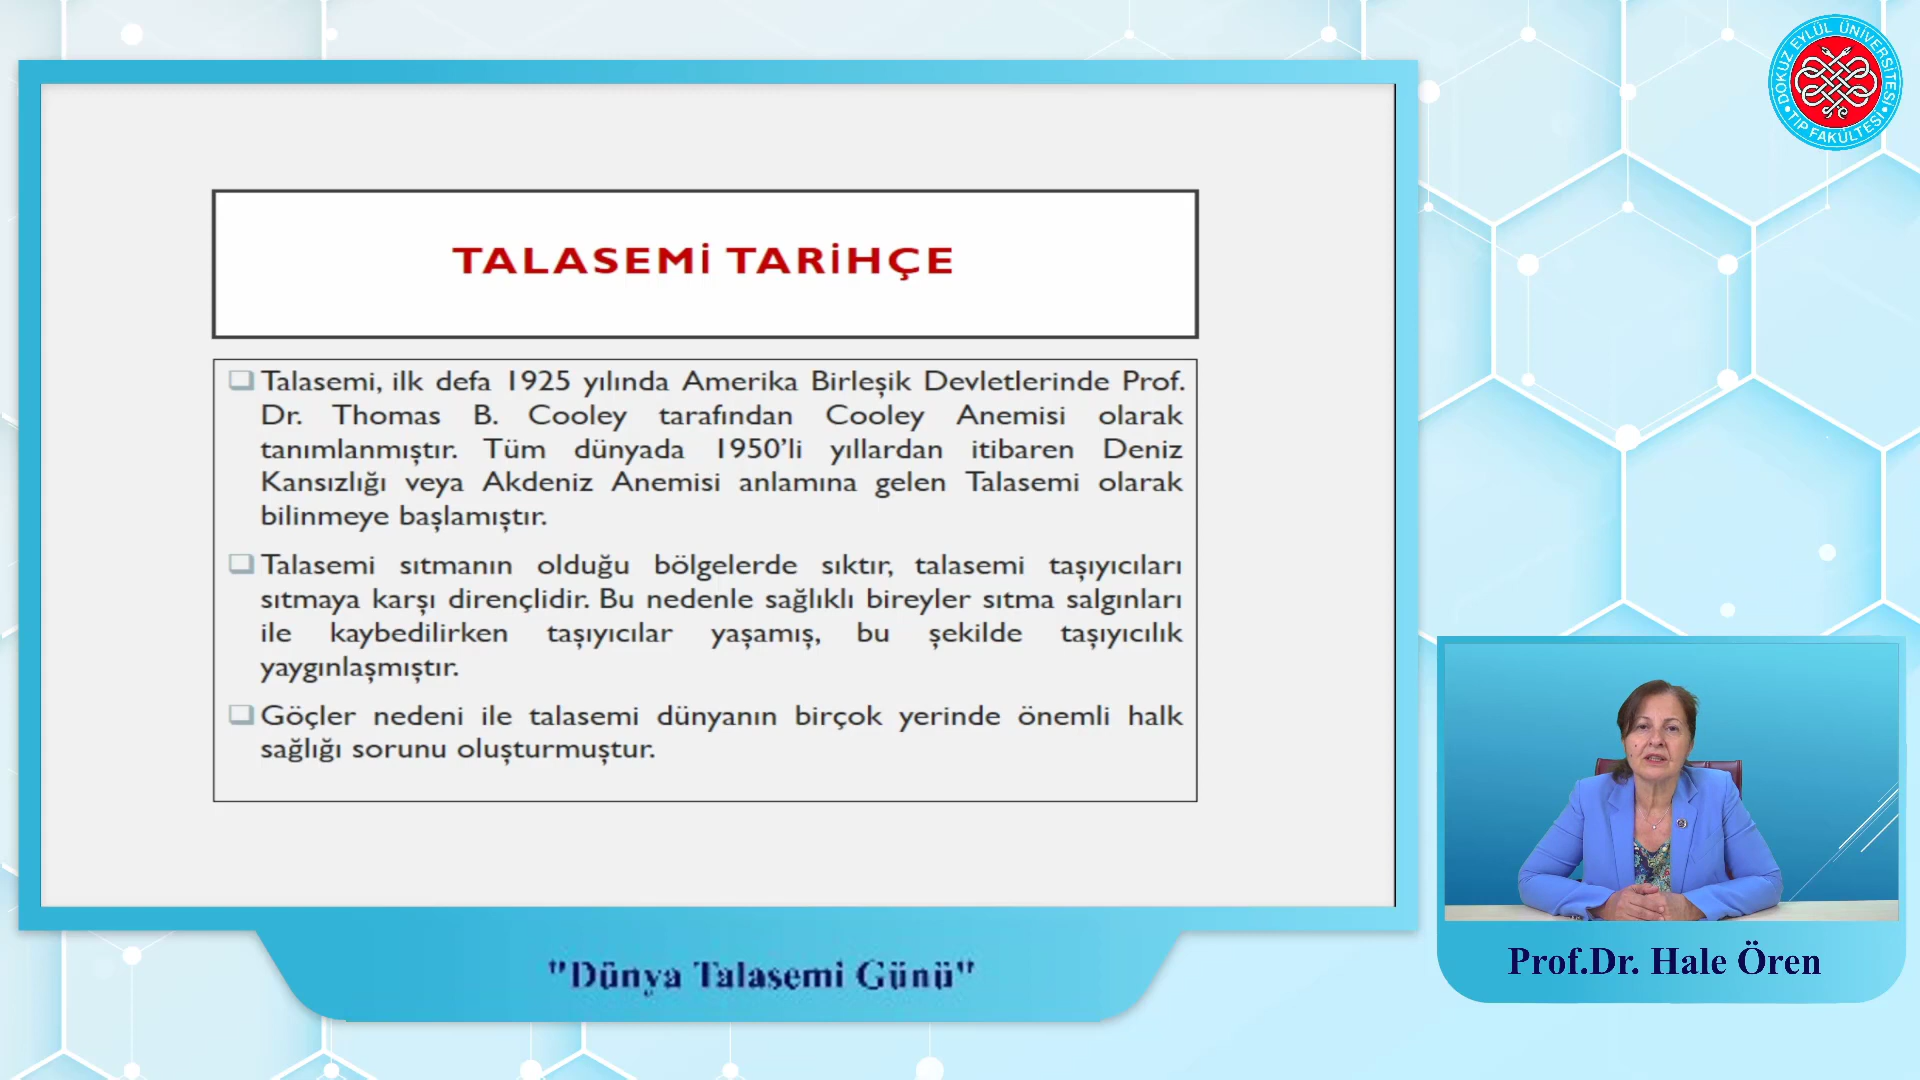 DOKUZ EYLÜL ÜNİVERSİTESİ
• TIP FAKÜLTESİ •
TALASEMİ TARİHÇE
Talasemi, ilk defa 1925 yılında Amerika Birleşik Devletlerinde Prof.
Dr. Thomas B. Cooley tarafından Cooley Anemisi olarak
tanımlanmıştır. Tüm dünyada 1950’li yıllardan itibaren Deniz
Kansızlığı veya Akdeniz Anemisi anlamına gelen Talasemi olarak
bilinmeye başlamıştır.
Talasemi sıtmanın olduğu bölgelerde sıktır, talasemi taşıyıcıları
sıtmaya karşı dirençlidir. Bu nedenle sağlıklı bireyler sıtma salgınları
ile kaybedilirken taşıyıcılar yaşamış, bu şekilde taşıyıcılık
yaygınlaşmıştır.
Göçler nedeni ile talasemi dünyanın birçok yerinde önemli halk
sağlığı sorunu oluşturmuştur.
"Dünya Talasemi Günü"
Prof.Dr. Hale Ören